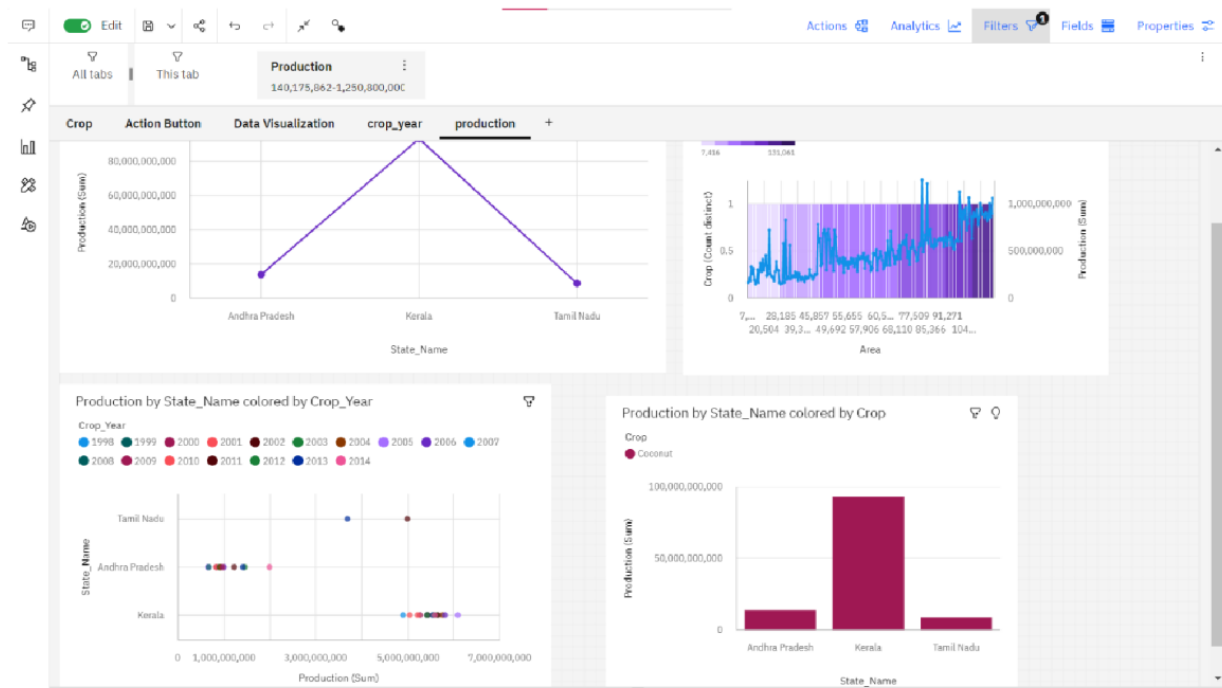 Edit
Actions Analytics Filters 1 Fields Properties
All tabs This tab Production
140,175,862-1,250,800,00
Crop Action Button Data Visualization crop_year production +
80,000,000,000
60,000,000,000
40,000,000,000
20,000,000,000
0
Production (Sum)
Andhra Pradesh Kerala Tamil Nadu
State_Name
7,416 131,061
Crop (Count distinct)
1
0.5
0
1,000,000,000
500,000,000
0
Production (Sum)
7,... 28,185 45,857 55,655 60,5... 77,509 91,271
20,504 39,3... 49,692 57,906 68,110 85,366 104...
Area
Production by State_Name colored by Crop_Year
Crop_Year
1998 1999 2000 2001 2002 2003 2004 2005 2006 2007
2008 2009 2010 2011 2012 2013 2014
State_Name
Tamil Nadu
Andhra Pradesh
Kerala
0 1,000,000,000 3,000,000,000 5,000,000,000 7,000,000,000
Production (Sum)
Production by State_Name colored by Crop
Crop
Coconut
100,000,000,000
50,000,000,000
0
Production (Sum)
Andhra Pradesh Kerala Tamil Nadu
State_Name